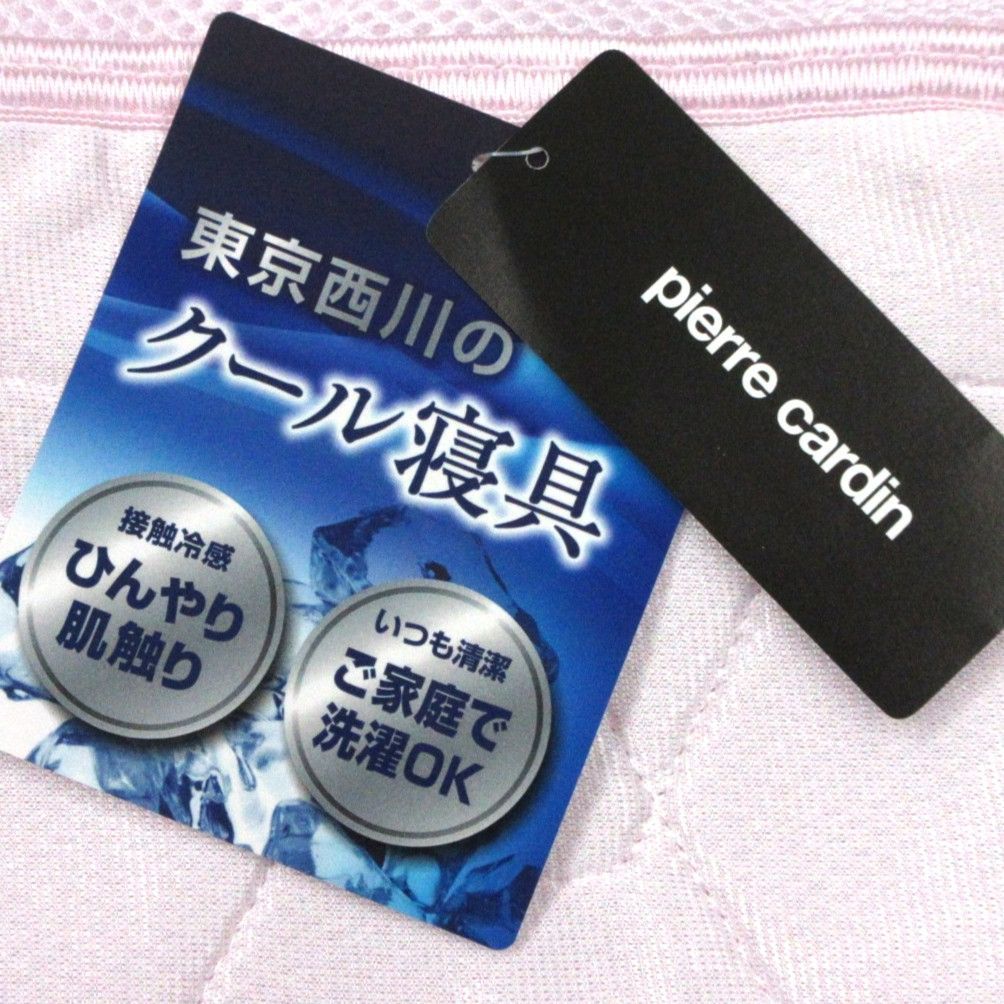 東京西川の
クール寝具
接触冷感
ひんやり
肌触り
いつも清潔
ご家庭で
洗濯OK
pierre cardin